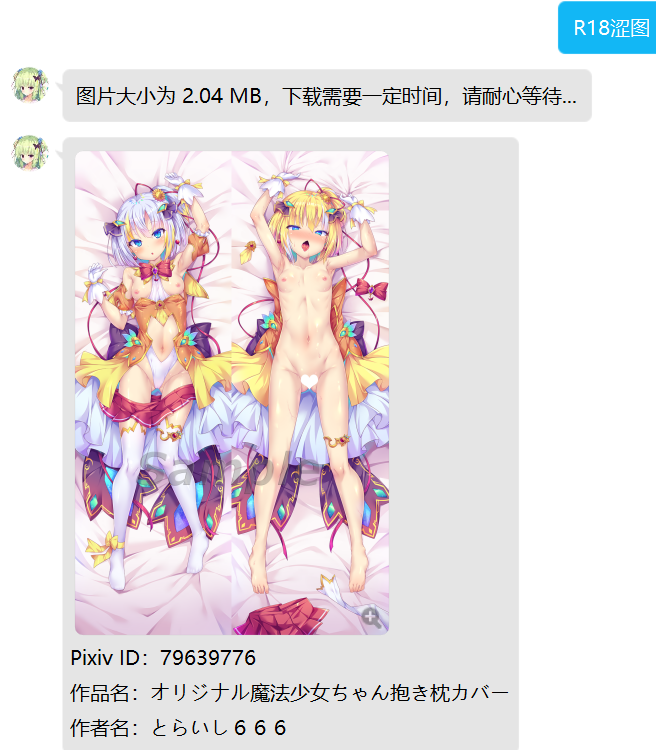 R18涩图
图片大小为 2.04 MB，下载需要一定时间，请耐心等待...
Sample
Pixiv ID：79639776
作品名：オリジナル魔法少女ちゃん抱き枕カバー
作者名：とらいし６６６